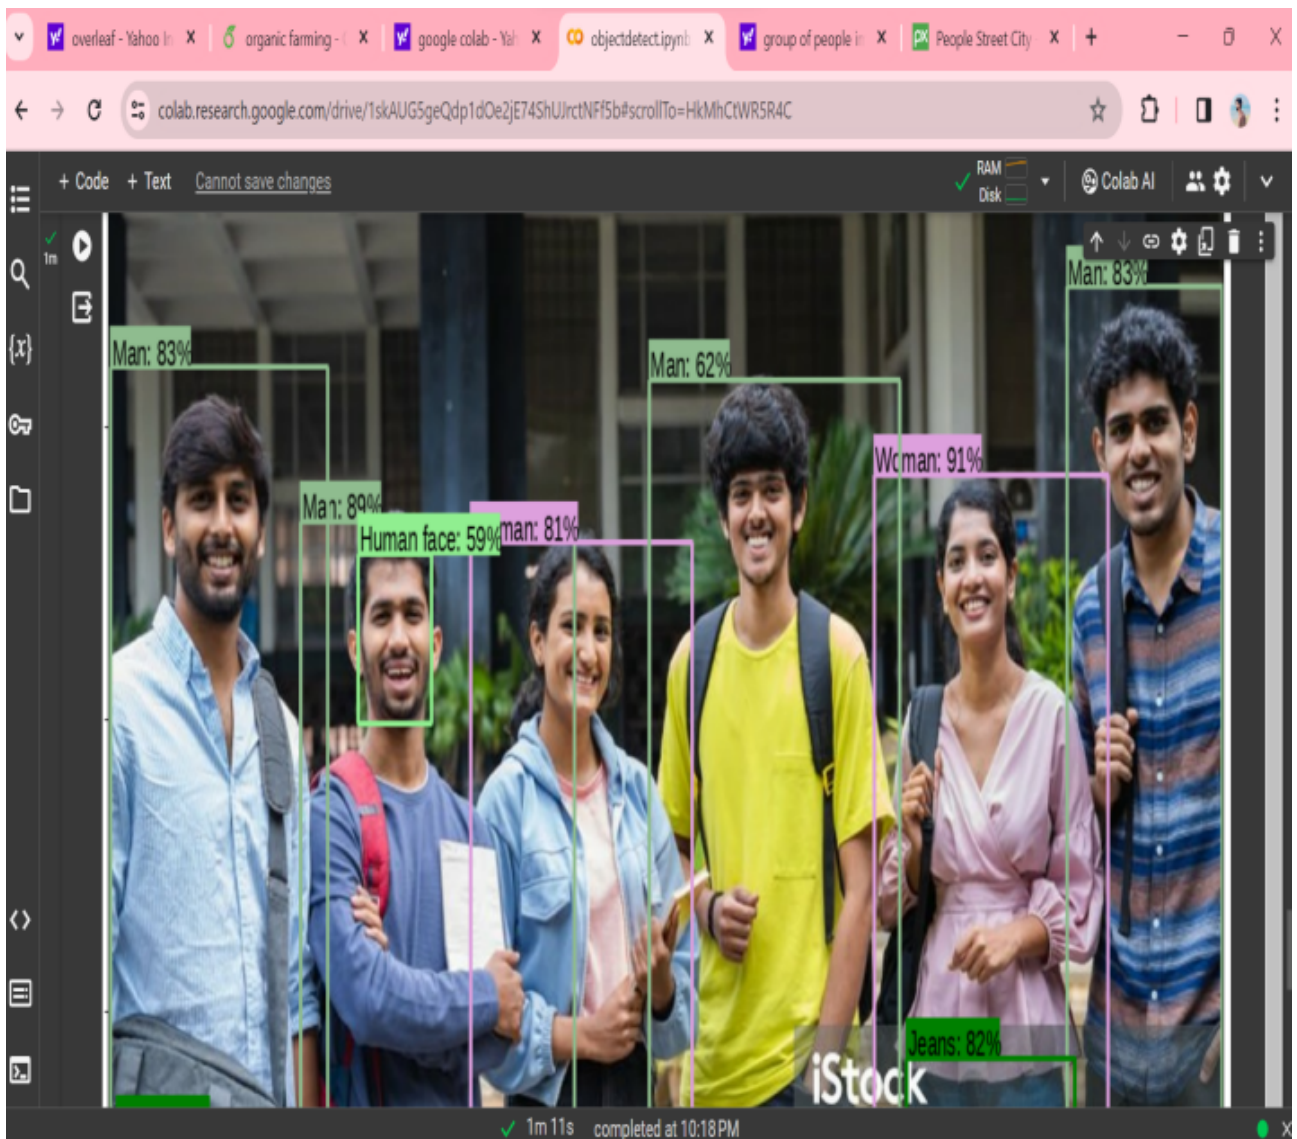 overleaf - Yahoo In
organic farming - (
google colab - Yah
objectdetect.ipynb
group of people in
People Street City
colab.research.google.com/drive/1skAUG5geQdp1dOe2jE74ShUJrctNFf5b#scrollTo=HkMhCtWR5R4C
+ Code + Text Cannot save changes
RAM
Disk
Colab AI
1m
Man: 83%
Man: 83%
Man: 62%
Woman: 91%
Man: 89%
Human face: 59%
man: 81%
Jeans: 82%
iStock
1m 11s completed at 10:18 PM